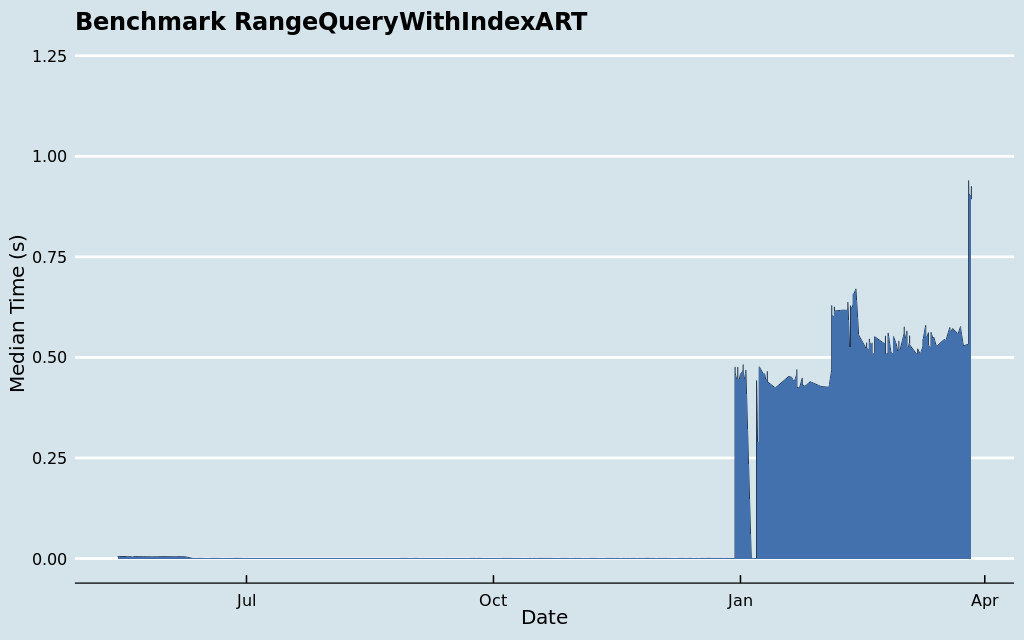 Benchmark RangeQueryWithIndexART
1.25
1.00
0.75
0.50
0.25
0.00
Median Time (s)
Jul
Oct
Jan
Apr
Date